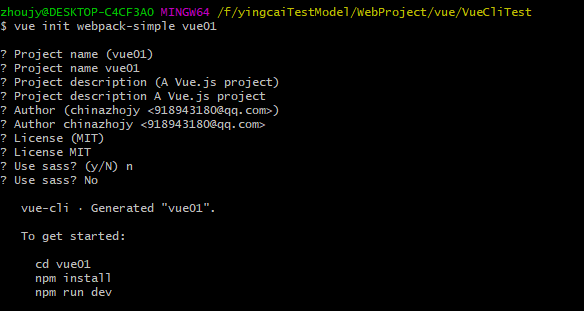 zhoujy@DESKTOP-C4CF3A0 MINGW64 /f/yingcaiTestModel/WebProject/vue/VueCliTest
$ vue init webpack-simple vue01
? Project name (vue01)
? Project name vue01
? Project description (A Vue.js project)
? Project description A Vue.js project
? Author (chinazhojy <918943180@qq.com>)
? Author chinazhojy <918943180@qq.com>
? License (MIT)
? License MIT
? Use sass? (y/N) n
? Use sass? No
vue-cli · Generated "vue01".
To get started:
cd vue01
npm install
npm run dev